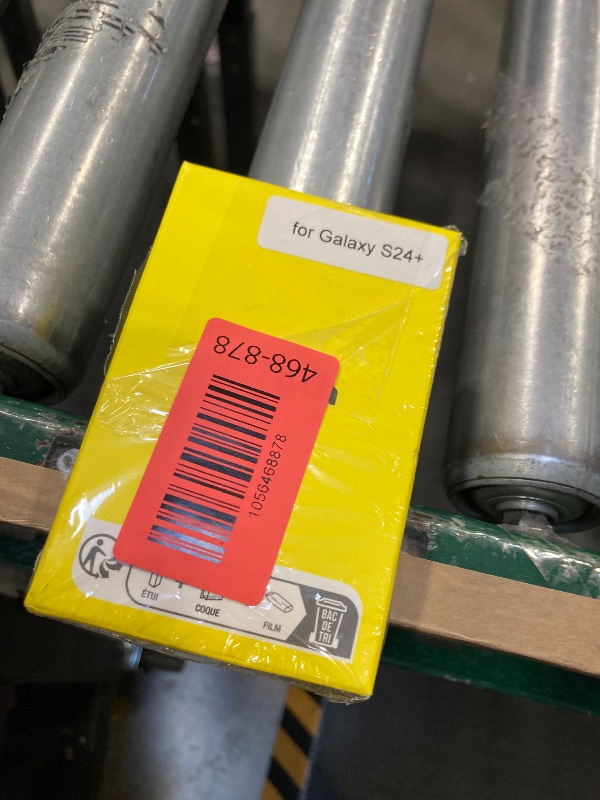 for Galaxy S24+
468-878
1056468878
ÉTUI
+
COQUE
FILM
BAC
DE
TRI